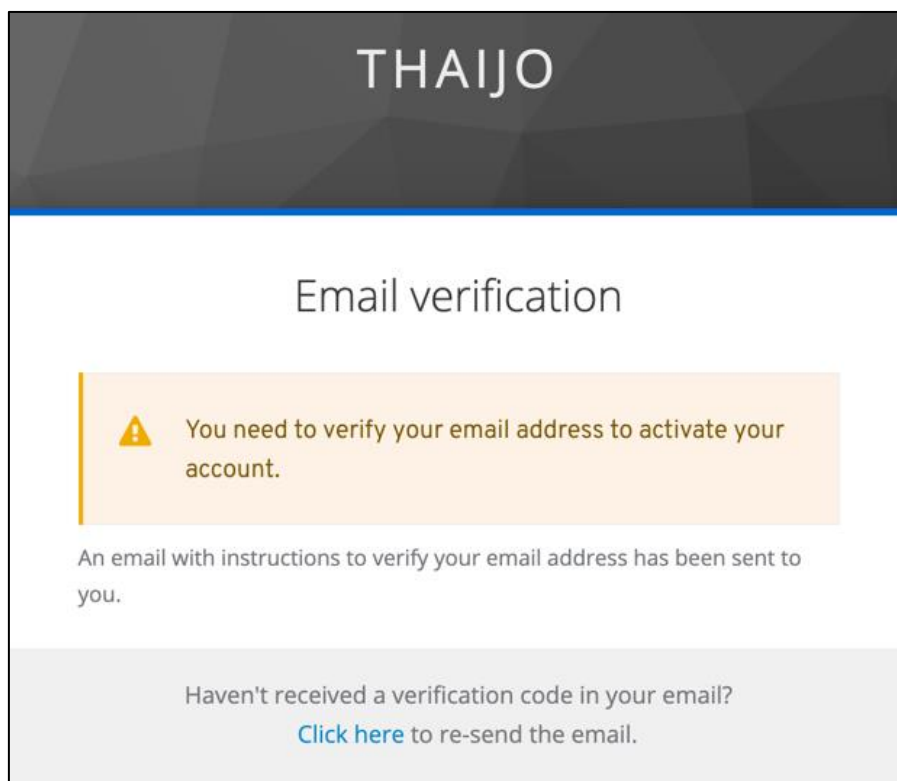 THAIJO
Email verification
You need to verify your email address to activate your
account.
An email with instructions to verify your email address has been sent to
you.
Haven't received a verification code in your email?
Click here to re-send the email.